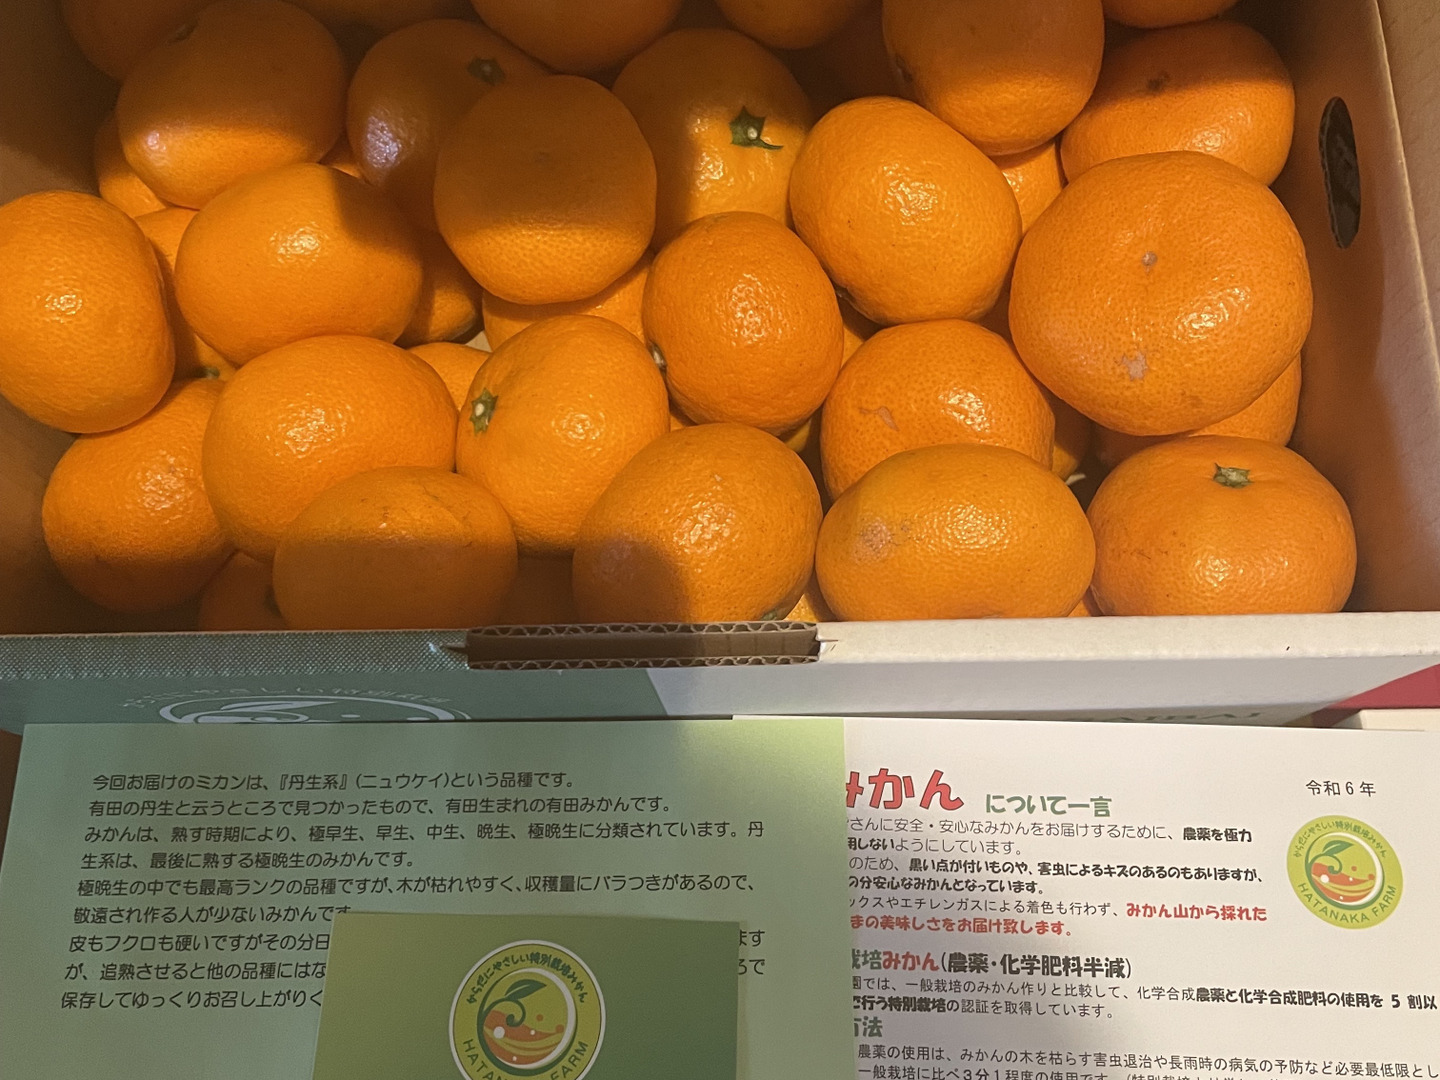 今回お届けのミカンは、『丹生系』(ニュウケイ)という品種です。
有田の丹生と云うところで見つかったもので、有田生まれの有田みかんです。
みかんは、熟す時期により、極早生、早生、中生、晩生、極晩生に分類されています。丹
生系は、最後に熟する極晩生のみかんです。
極晩生の中でも最高ランクの品種ですが、木が枯れやすく、収穫量にバラつきがあるので、
敬遠され作る人が少ないみかんです
皮もフクロも硬いですがその分日
ます
が、追熟させると他の品種にはな
ろで
保存してゆっくりお召し上がりく
からだにやさしい特別栽培みかん
HATANAKA FARM
みかん について一言
令和6年
さんに安全・安心なみかんをお届けするために、農薬を極力
用しないようにしています。
のため、黒い点が付いものや、害虫によるキズのあるのもありますが、
の分安心なみかんとなっています。
ックスやエチレンガスによる着色も行わず、みかん山から採れた
まの美味しさをお届け致します。
からだにやさしい特別栽培みかん
HATANAKA FARM
栽培みかん(農薬・化学肥料半減)
園では、一般栽培のみかん作りと比較して、化学合成農薬と化学合成肥料の使用を 5 割以
で行う特別栽培の認証を取得しています。
方法
農薬の使用は、みかんの木を枯らす害虫退治や長雨時の病気の予防など必要最低限とし
一般栽培に比べ3分1程度の使用です。